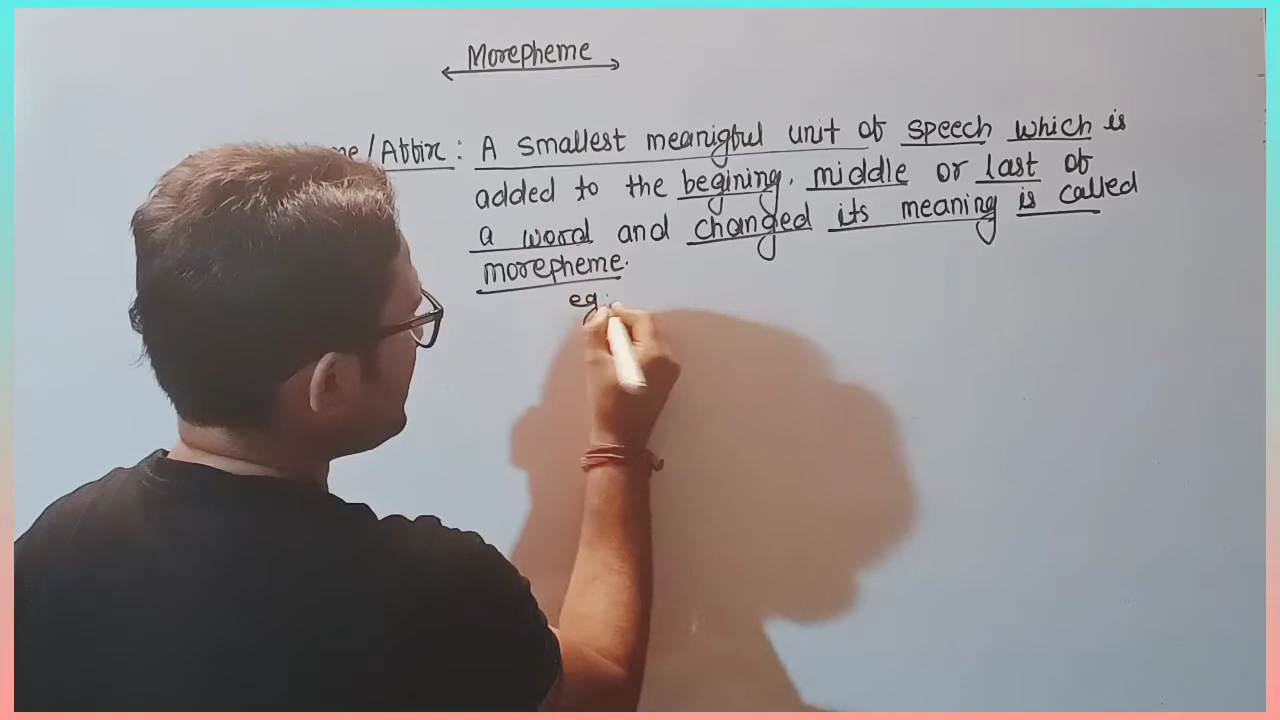 Morepheme
me/Affix : A smallest meanigful unit of speech which is
added to the begining, middle or last of
a word and changed its meaning is called
morepheme.
eg: